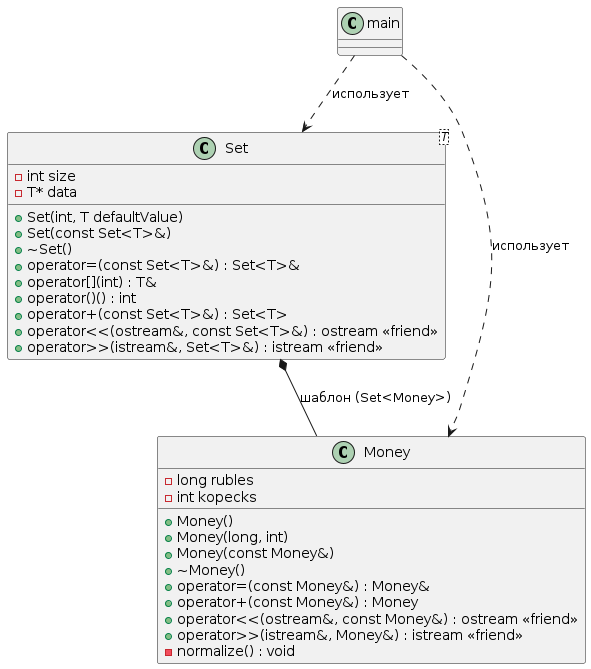 C main
использует
C Set
T
int size
T* data
Set(int, T defaultValue)
Set(const Set<T>&)
~Set()
operator=(const Set<T>&) : Set<T>&
operator[](int) : T&
operator()() : int
operator+(const Set<T>&) : Set<T>
operator<<(ostream&, const Set<T>&) : ostream «friend»
operator>>(istream&, Set<T>&) : istream «friend»
использует
шаблон (Set<Money>)
C Money
long rubles
int kopecks
Money()
Money(long, int)
Money(const Money&)
~Money()
operator=(const Money&) : Money&
operator+(const Money&) : Money
operator<<(ostream&, const Money&) : ostream «friend»
operator>>(istream&, Money&) : istream «friend»
normalize() : void